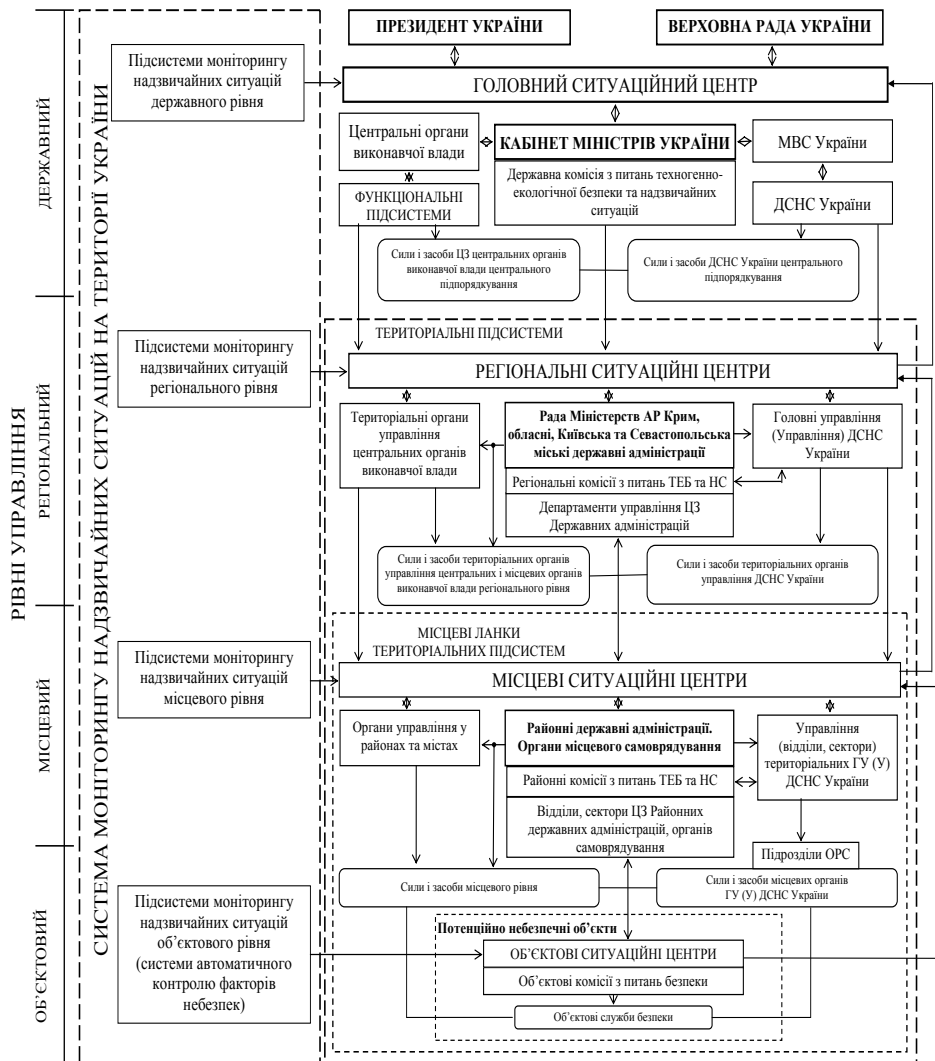 РІВНІ УПРАВЛІННЯ
ДЕРЖАВНИЙ
РЕГІОНАЛЬНИЙ
МІСЦЕВИЙ
ОБ’ЄКТОВИЙ
СИСТЕМА МОНІТОРИНГУ НАДЗВИЧАЙНИХ СИТУАЦІЙ НА ТЕРИТОРІЇ УКРАЇНИ
ПРЕЗИДЕНТ УКРАЇНИ
ВЕРХОВНА РАДА УКРАЇНИ
Підсистеми моніторингу
надзвичайних ситуацій
державного рівня
ГОЛОВНИЙ СИТУАЦІЙНИЙ ЦЕНТР
Центральні органи
виконавчої влади
КАБІНЕТ МІНІСТРІВ УКРАЇНИ
МВС України
Державна комісія з питань техногенно-
екологічної безпеки та надзвичайних
ситуацій
ФУНКЦІОНАЛЬНІ
ПІДСИСТЕМИ
ДСНС України
Сили і засоби ЦЗ центральних органів
виконавчої влади центрального
підпорядкування
Сили і засоби ДСНС України центрального
підпорядкування
ТЕРИТОРІАЛЬНІ ПІДСИСТЕМИ
Підсистеми моніторингу
надзвичайних ситуацій
регіонального рівня
РЕГІОНАЛЬНІ СИТУАЦІЙНІ ЦЕНТРИ
Територіальні органи
управління
центральних органів
виконавчої влади
Рада Міністерств АР Крим,
обласні, Київська та Севастопольська
міські державні адміністрації
Головні управління
(Управління) ДСНС
України
Регіональні комісії з питань ТЕБ та НС
Департаменти управління ЦЗ
Державних адміністрацій
Сили і засоби територіальних органів
управління центральних і місцевих органів
виконавчої влади регіонального рівня
Сили і засоби територіальних органів
управління ДСНС України
МІСЦЕВІ ЛАНКИ
ТЕРИТОРІАЛЬНИХ ПІДСИСТЕМ
Підсистеми моніторингу
надзвичайних ситуацій
місцевого рівня
МІСЦЕВІ СИТУАЦІЙНІ ЦЕНТРИ
Органи управління у
районах та містах
Районні державні адміністрації.
Органи місцевого самоврядування
Управління
(відділи, сектори)
територіальних ГУ (У)
ДСНС України
Районні комісії з питань ТЕБ та НС
Відділи, сектори ЦЗ Районних
державних адміністрацій, органів
самоврядування
Підрозділи ОРС
Сили і засоби місцевого рівня
Сили і засоби місцевих органів
ГУ (У) ДСНС України
Підсистеми моніторингу
надзвичайних ситуацій
об’єктового рівня
(системи автоматичного
контролю факторів
небезпек)
Потенційно небезпечні об’єкти
ОБ’ЄКТОВІ СИТУАЦІЙНІ ЦЕНТРИ
Об’єктові комісії з питань безпеки
Об’єктові служби безпеки